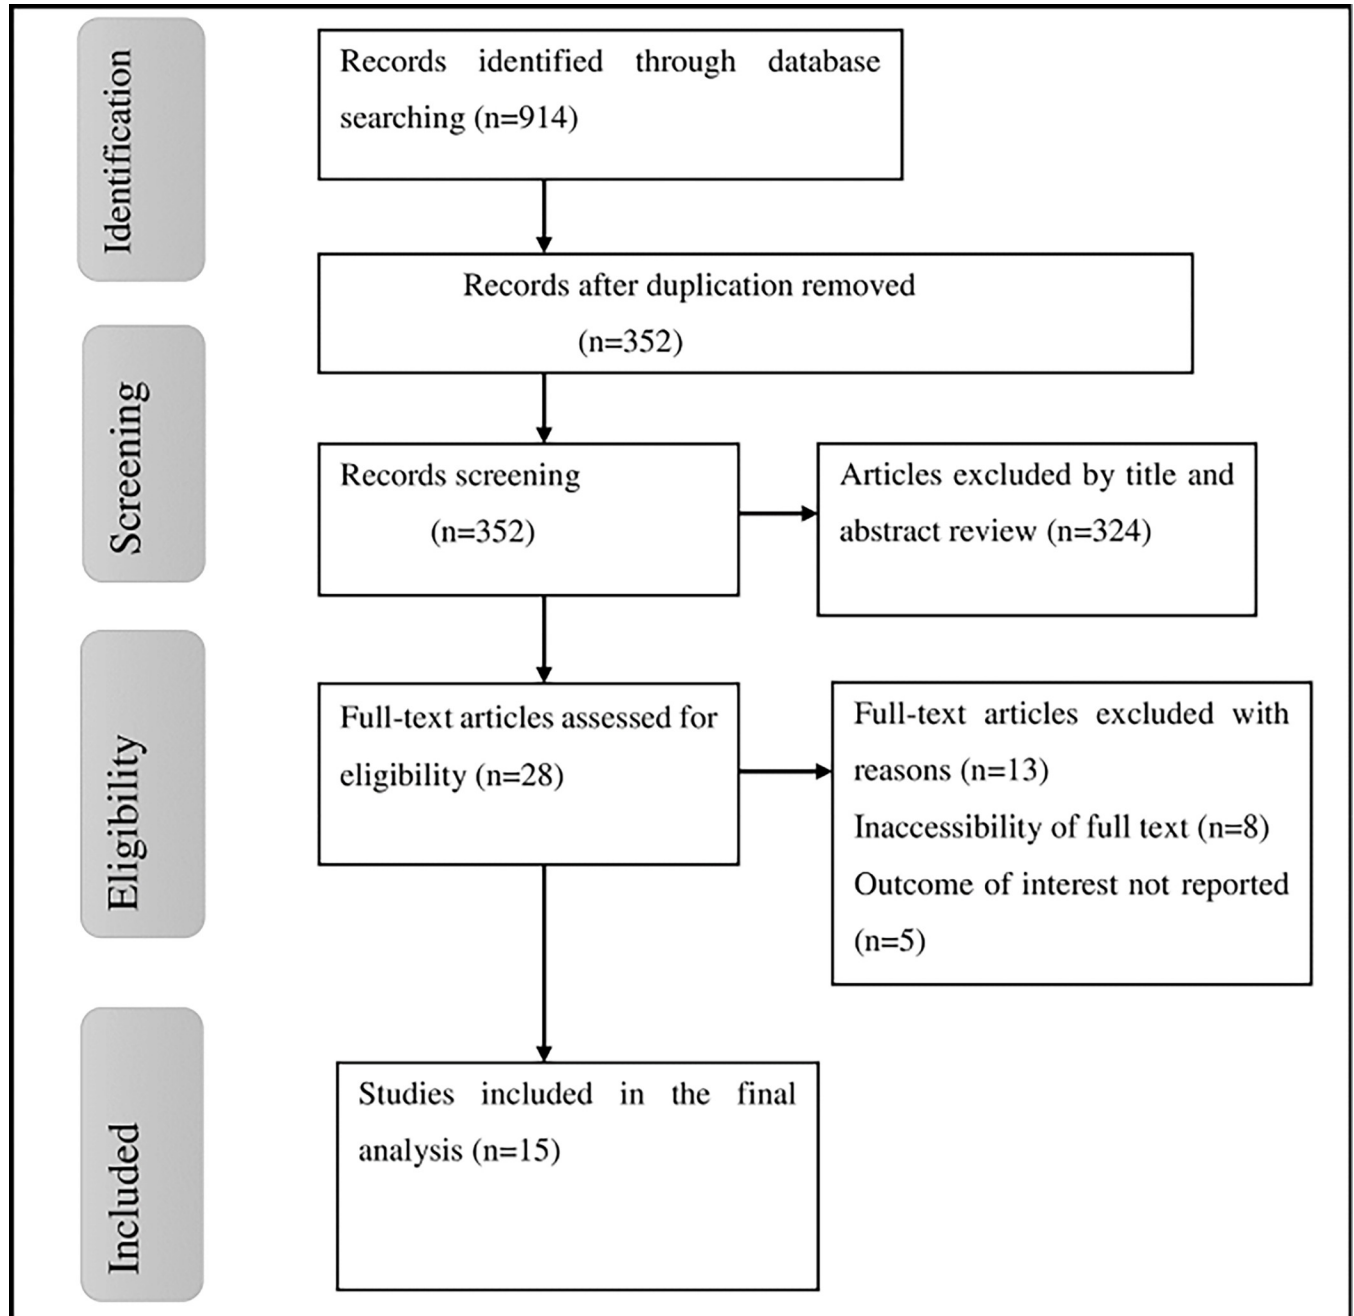 Identification
Records identified through database
searching (n=914)
Records after duplication removed
(n=352)
Screening
Records screening
(n=352)
Articles excluded by title and
abstract review (n=324)
Eligibility
Full-text articles assessed for
eligibility (n=28)
Full-text articles excluded with
reasons (n=13)
Inaccessibility of full text (n=8)
Outcome of interest not reported
(n=5)
Included
Studies included in the final
analysis (n=15)